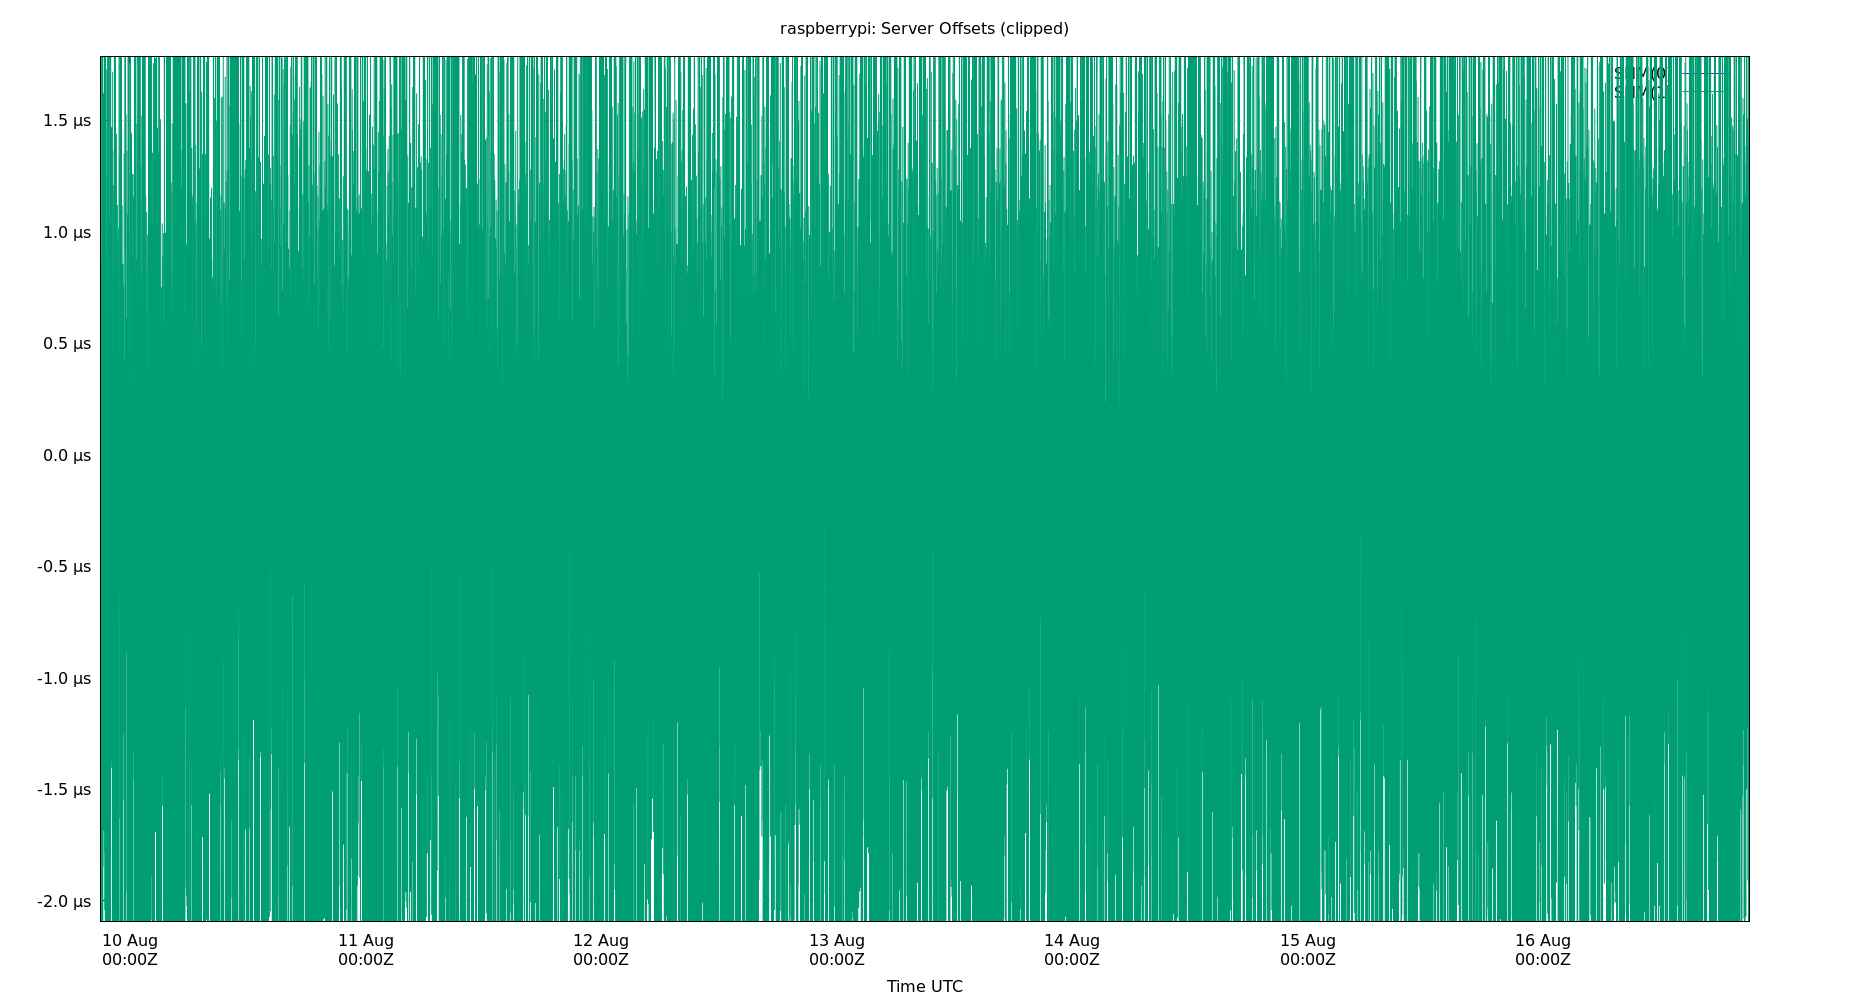 raspberrypi: Server Offsets (clipped)
1.5 µs
1.0 µs
0.5 µs
0.0 µs
-0.5 µs
-1.0 µs
-1.5 µs
-2.0 µs
10 Aug 11 Aug 12 Aug 13 Aug 14 Aug 15 Aug 16 Aug
00:00Z 00:00Z 00:00Z 00:00Z 00:00Z 00:00Z 00:00Z
Time UTC